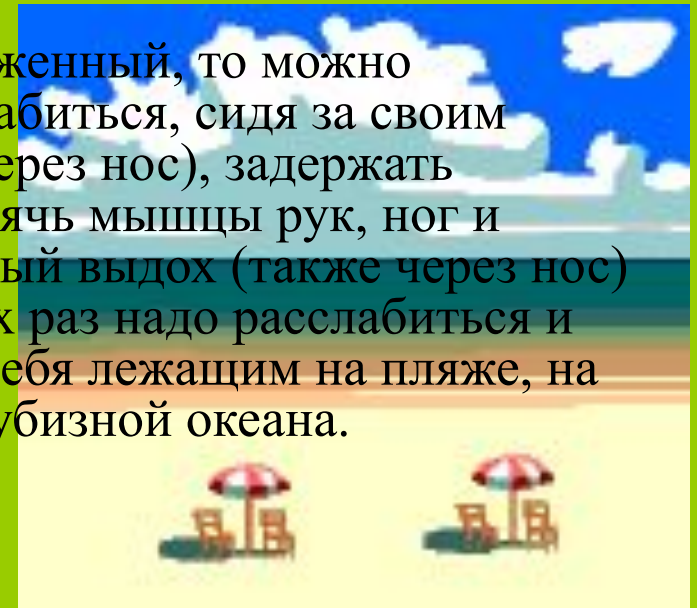 женный, то можно
абиться, сидя за своим
ерез нос), задержать
ячь мышцы рук, ног и
ый выдох (также через нос)
х раз надо расслабиться и
ебя лежащим на пляже, на
убизной океана.